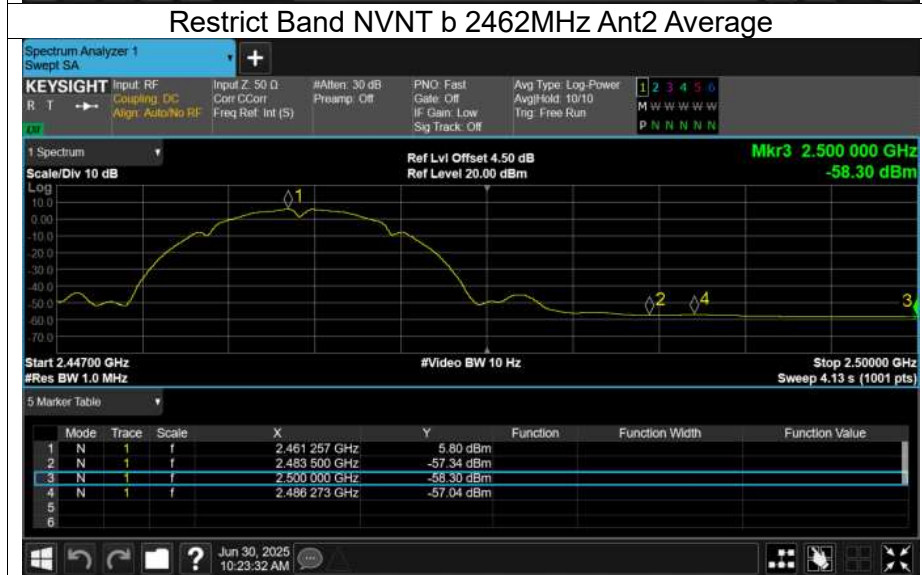 Restrict Band NVNT b 2462MHz Ant2 Average
Spectrum Analyzer 1
Swept SA
+
KEYSIGHT
R T
Input: RF
Coupling: DC
Align: Auto/No RF
Input Z: 50 Ω
Corr CCorr
Freq Ref: Int (S)
#Atten: 30 dB
Preamp: Off
PNO: Fast
Gate: Off
IF Gain: Low
Sig Track: Off
Avg Type: Log-Power
Avg|Hold: 10/10
Trig: Free Run
1 2 3 4 5 6
M W W W W W
P N N N N N
1 Spectrum
Scale/Div 10 dB
Ref Lvl Offset 4.50 dB
Ref Level 20.00 dBm
Mkr3 2.500 000 GHz
-58.30 dBm
Log
10.0
0.00
-10.0
-20.0
-30.0
-40.0
-50.0
-60.0
-70.0
1
2
4
3
Start 2.44700 GHz
#Res BW 1.0 MHz
#Video BW 10 Hz
Stop 2.50000 GHz
Sweep 4.13 s (1001 pts)
5 Marker Table
Mode Trace Scale X Y Function Function Width Function Value
1 N 1 f 2.461 257 GHz 5.80 dBm
2 N 1 f 2.483 500 GHz -57.34 dBm
3 N 1 f 2.500 000 GHz -58.30 dBm
4 N 1 f 2.486 273 GHz -57.04 dBm
5
6
?
Jun 30, 2025
10:23:32 AM